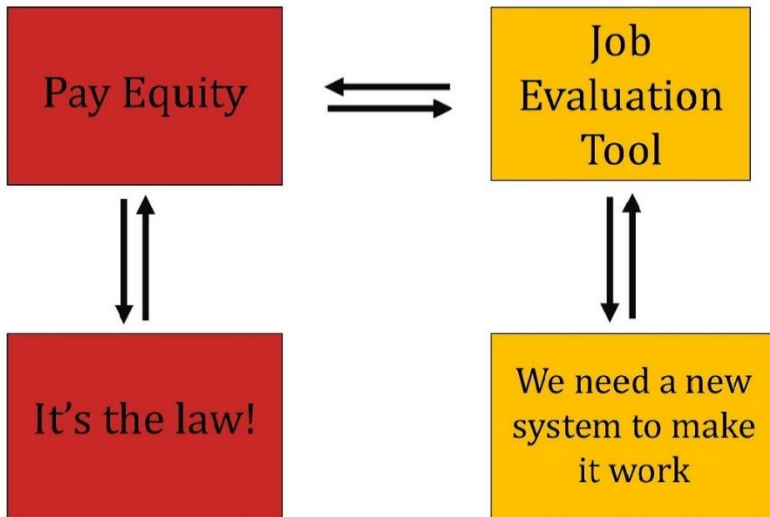 Pay Equity
Job
Evaluation
Tool
It's the law!
We need a new
system to make
it work